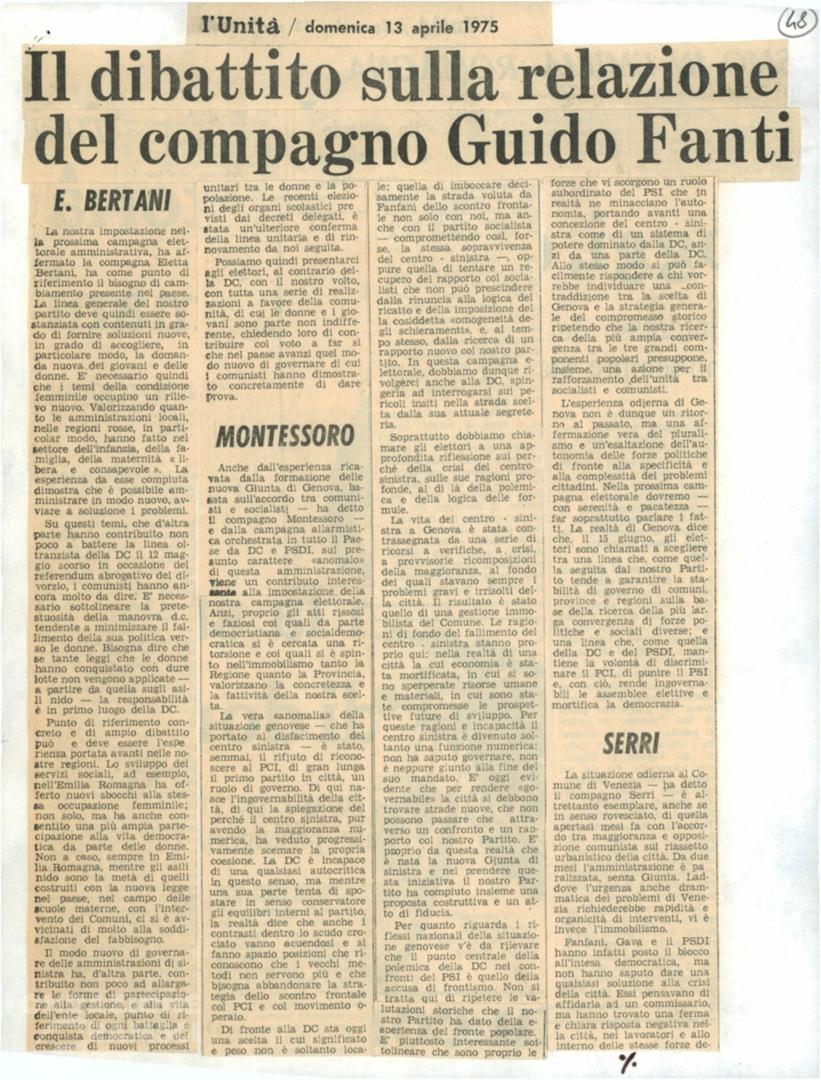 48
l'Unità / domenica 13 aprile 1975
Il dibattito sulla relazione
del compagno Guido Fanti
E. BERTANI
La nostra impostazione nel-
la prossima campagna elet-
torale amministrativa, ha af-
fermato la compagna Eletta
Bertani, ha come punto di
riferimento il bisogno di cam-
biamento presente nel paese.
La linea generale del nostro
partito deve quindi essere so-
stanziata con contenuti in gra-
do di fornire soluzioni nuove,
in grado di accogliere, in
particolare modo, la doman-
da nuova dei giovani e delle
donne. E' necessario quindi
che i temi della condizione
femminile occupino un rilie-
vo nuovo. Valorizzando quan-
to le amministrazioni locali,
nelle regioni rosse, in parti-
colar modo, hanno fatto nel
settore dell'infanzia, della fa-
miglia, della maternità « li-
bera e consapevole ». La
esperienza da esse compiuta
dimostra che è possibile am-
ministrare in modo nuovo, av-
viare a soluzione i problemi.
Su questi temi, che d'altra
parte hanno contribuito non
poco a battere la linea ol-
tranzista della DC il 12 mag-
gio scorso in occasione del
referendum abrogativo del di-
vorzio, i comunisti hanno an-
cora molto da dire. E' neces-
sario sottolineare la prete-
stuosità della manovra d.c.
tendente a minimizzare il fal-
limento della sua politica ver-
so le donne. Bisogna dire che
se tante leggi che le donne
hanno conquistato con dure
lotte non vengono applicate —
a partire da quella sugli asi-
li nido — la responsabilità
è in primo luogo della DC.
Punto di riferimento con-
creto e di ampio dibattito
può e deve essere l'espe-
rienza portata avanti nelle no-
stre regioni. Lo sviluppo dei
servizi sociali, ad esempio,
nell'Emilia Romagna ha of-
ferto nuovi sbocchi alla stes-
sa occupazione femminile;
non solo, ma ha anche con-
sentito una più ampia parte-
cipazione alla vita democra-
tica da parte delle donne.
Non a caso, sempre in Emi-
lia Romagna, mentre gli asili
nido sono la metà di quelli
costruiti con la nuova legge
nel paese, nel campo delle
scuole materne, con l'inter-
vento dei Comuni, ci si è av-
vicinati di molto alla soddi-
sfazione del fabbisogno.
Il modo nuovo di governa-
re delle amministrazioni di si-
nistra ha, d'altra parte, con-
tribuito non poco ad allarga-
re le forme di partecipazio-
ne alla gestione, e alla vita
dell'ente locale, punto di ri-
ferimento di ogni battaglia e
conquista democratica e del
crescere di nuovi processi
unitari tra le donne e la po-
polazione. Le recenti elezio-
ni degli organi scolastici pre
visti dai decreti delegati, è
stata un'ulteriore conferma
della linea unitaria e di rin-
novamento da noi seguita.
Possiamo quindi presentarci
agli elettori, al contrario del-
la DC, con il nostro volto,
con tutta una serie di realiz-
zazioni a favore della comu-
nità, di cui le donne e i gio-
vani sono parte non indiffe-
rente, chiedendo loro di con-
tribuire col voto a far sì
che nel paese avanzi quel mo-
do nuovo di governare di cui
i comunisti hanno dimostra-
to concretamente di dare
prova.
MONTESSORO
Anche dall'esperienza rica-
vata dalla formazione delle
nuova Giunta di Genova, ba-
sata sull'accordo tra comuni-
sti e socialisti — ha detto
il compagno Montessoro —
e dalla campagna allarmisti-
ca orchestrata in tutto il Pae-
se da DC e PSDI, sul pre-
sunto carattere «anomalo» di
questa amministrazione,
viene un contributo interes-
sante alla impostazione della
nostra campagna elettorale.
Anzi, proprio gli atti rissosi
e faziosi coi quali da parte
democristiana e socialdemo-
cratica si è cercata una ri-
torsione e coi quali si è spin-
to nell'immobilismo tanto la
Regione quanto la Provincia,
valorizzano la concretezza e
la fattività della nostra scel-
ta.
La vera «anomalia» della
situazione genovese — che ha
portato al disfacimento del
centro sinistra — è stato,
semmai, il rifiuto di ricono-
scere al PCI, di gran lunga
il primo partito in città, un
ruolo di governo. Di qui na-
sce l'ingovernabilità della cit-
tà, di qui la spiegazione del
perché il centro sinistra, pur
avendo la maggioranza nu-
merica, ha veduto progressi-
vamente scemare la propria
coesione. La DC è incapace
di una qualsiasi autocritica
in questo senso, ma mentre
una sua parte tenta di spo-
stare in senso conservatore
gli equilibri interni al partito,
la realtà dice che anche i
contrasti dentro lo scudo cro-
ciato vanno acuendosi e si
fanno spazio posizioni che ri-
conoscono che i vecchi me-
todi non servono più e che
bisogna abbandonare la stra-
tegia dello scontro frontale
col PCI e col movimento o-
peraio.
Di fronte alla DC sta oggi
una scelta il cui significato
e peso non è soltanto loca-
le; quella di imboccare deci-
samente la strada voluta da
Fanfani dello scontro fronta-
le non solo con noi, ma an-
che con il partito socialista
— compromettendo così, for-
se, la stessa sopravvivenza
del centro - sinistra —, op-
pure quella di tentare un re-
cupero dei rapporto coi socia-
listi che non può prescindere
dalla rinuncia alla logica del
ricatto e della imposizione del-
la cosiddetta «omogeneità de-
gli schieramenti», e, al tem-
po stesso, dalla ricerca di un
rapporto nuovo col nostro par-
tito. In questa campagna e-
lettorale, dobbiamo dunque ri-
volgerci anche alla DC, spin-
geria ad interrogarsi sui pe-
ricoli insiti nella strada scel-
ta dalla sua attuale segrete-
ria.
Soprattutto dobbiamo chia-
mare gli elettori a una ap-
profondita riflessione sui per-
ché della crisi del centro-
sinistra, sulle sue ragioni pro-
fonde, al di là della polemi-
ca e della logica delle for-
mule.
La vita del centro - sini-
stra a Genova è stata con-
trassegnata da una serie di
ricorsi a verifiche, a crisi,
a provvisorie ricomposizioni
della maggioranza, al fondo
dei quali stavano sempre i
problemi gravi e irrisolti del-
la città. Il risultato è stato
quello di una gestione immo-
bilista del Comune. Le ragio-
ni di fondo del fallimento del
centro - sinistra stanno pro-
prio qui: nella realtà di una
città la cui economia è sta-
ta mortificata, in cui si so-
no sperperate risorse umane
e materiali, in cui sono sta-
te compromesse le prospet-
tive future di sviluppo. Per
queste ragioni e incapacità il
centro sinistra è divenuto sol-
tanto una funzione numerica:
non ha saputo governare, non
è neppure giunto alla fine del
suo mandato. E' oggi evi-
dente che per rendere «go-
vernabile» la città si debbono
trovare strade nuove, che non
possono passare che attra-
verso un confronto e un rap-
porto col nostro Partito. E'
proprio da questa realtà che
è nata la nuova Giunta di
sinistra e nel prendere que-
sta iniziativa il nostro Par-
tito ha compiuto insieme una
proposta costruttiva e un at-
to di fiducia.
Per quanto riguarda i ri-
flessi nazionali della situazio-
ne genovese v'è da rilevare
che il punto centrale della
polemica della DC nei con-
fronti del PSI è quello della
accusa di frontismo. Non si
tratta qui di ripetere le va-
lutazioni storiche che il no-
stro Partito ha dato della e-
sperienza del fronte popolare.
E' piuttosto interessante sot-
tolineare che sono proprio le
forze che vi scorgono un ruolo
subordinato del PSI che in
realtà ne minacciano l'auto-
nomia, portando avanti una
concezione del centro - sini-
stra come di un sistema di
potere dominato dalla DC, an-
zi da una parte della DC.
Allo stesso modo si può fa-
cilmente rispondere a chi vor-
rebbe individuare una con-
traddizione tra la scelta di
Genova e la strategia genera-
le del compromesso storico
ripetendo che la nostra ricer-
ca della più ampia conver-
genza tra le tre grandi com-
ponenti popolari presuppone,
insieme, una azione per il
rafforzamento dell'unità tra
socialisti e comunisti.
L'esperienza odierna di Ge-
nova non è dunque un ritor-
no al passato, ma una af-
fermazione vera del plurali-
smo e un'esaltazione dell'au-
tonomia delle forze politiche
di fronte alla specificità e
alla complessità dei problemi
cittadini. Nella prossima cam-
pagna elettorale dovremo —
con serenità e pacatezza —
far soprattutto parlare i fat-
ti. La realtà di Genova dice
che, il 15 giugno, gli elet-
tori sono chiamati a scegliere
tra una linea che, come quel-
la seguita dal nostro Parti-
to tende a garantire la sta-
bilità di governo di comuni,
province e regioni sulla ba-
se della ricerca della più lar-
ga convergenza di forze po-
litiche e sociali diverse; e
una linea che, come quella
della DC e del PSDI, man-
tiene la volontà di discrimi-
nare il PCI, di punire il PSI
e, con ciò, rende ingoverna-
bili le assemblee elettive e
mortifica la democrazia.
SERRI
La situazione odierna al Co-
mune di Venezia — ha detto
il compagno Serri — è al-
trettanto esemplare, anche se
in senso rovesciato, di quella
apertasi mesi fa con l'accor-
do tra maggioranza e opposi-
zione comunista sul riassetto
urbanistico della città. Da due
mesi l'amministrazione è pa-
ralizzata, senza Giunta. Lad-
dove l'urgenza anche dram-
matica dei problemi di Vene-
zia richiederebbe rapidità e
organicità di interventi, vi è
invece l'immobilismo.
Fanfani, Gava e il PSDI
hanno infatti posto il blocco
all'intesa democratica, ma
non hanno saputo dare una
qualsiasi soluzione alla crisi
della città. Essi pensavano di
affidarla ad un commissario,
ma hanno trovato una ferma
e chiara risposta negativa nel-
la città, nei lavoratori e allo
interno delle stesse forze de-
%